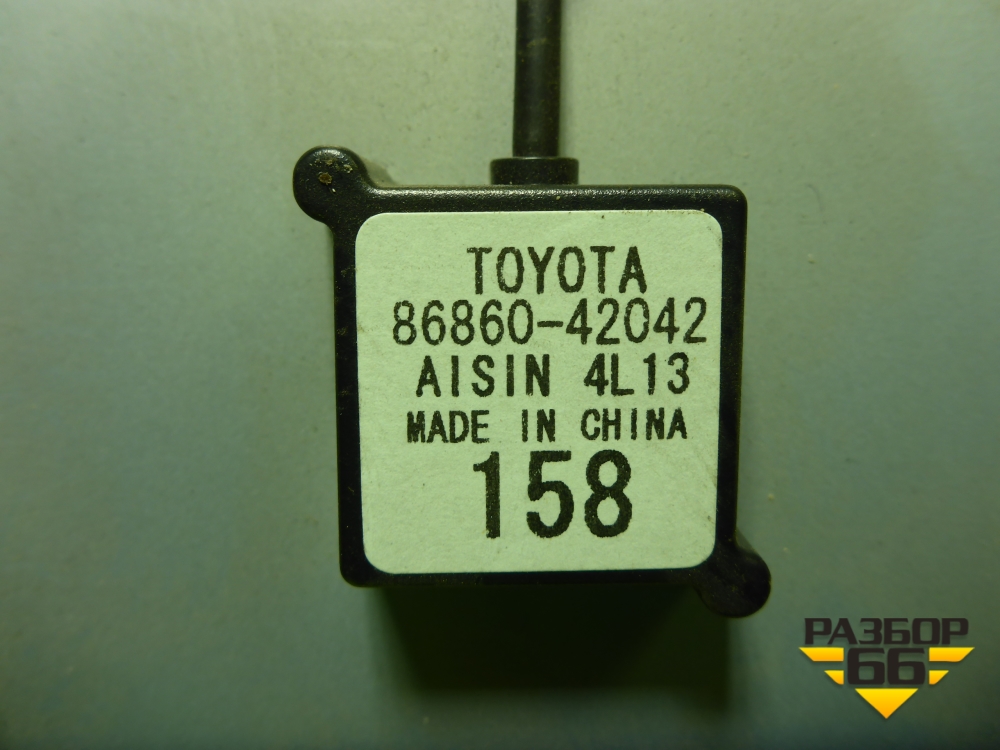 TOYOTA
86860-42042
AISIN 4L13
MADE IN CHINA
158
РАЗБОР
66